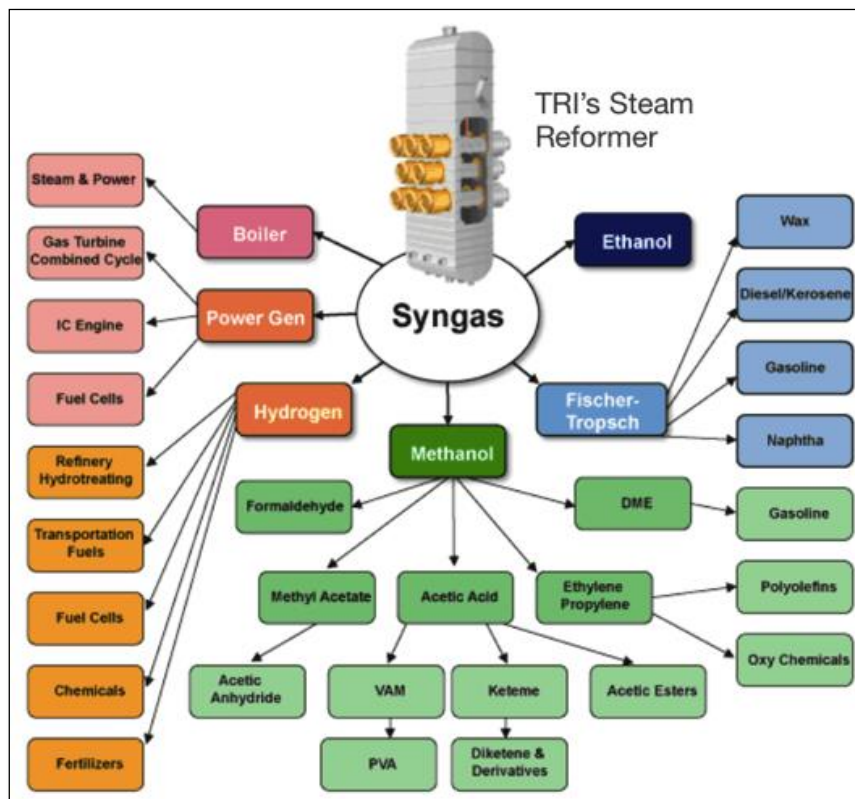 TRI's Steam
Reformer
Steam & Power
Boiler
Ethanol
Wax
Gas Turbine
Combined Cycle
Power Gen
Syngas
Diesel/Kerosene
IC Engine
Gasoline
Fuel Cells
Hydrogen
Fischer-
Tropsch
Naphtha
Methanol
Refinery
Hydrotreating
Formaldehyde
DME
Gasoline
Transportation
Fuels
Methyl Acetate
Acetic Acid
Ethylene
Propylene
Polyolefins
Fuel Cells
Oxy Chemicals
Chemicals
Acetic
Anhydride
VAM
Keteme
Acetic Esters
Fertilizers
PVA
Diketene &
Derivatives